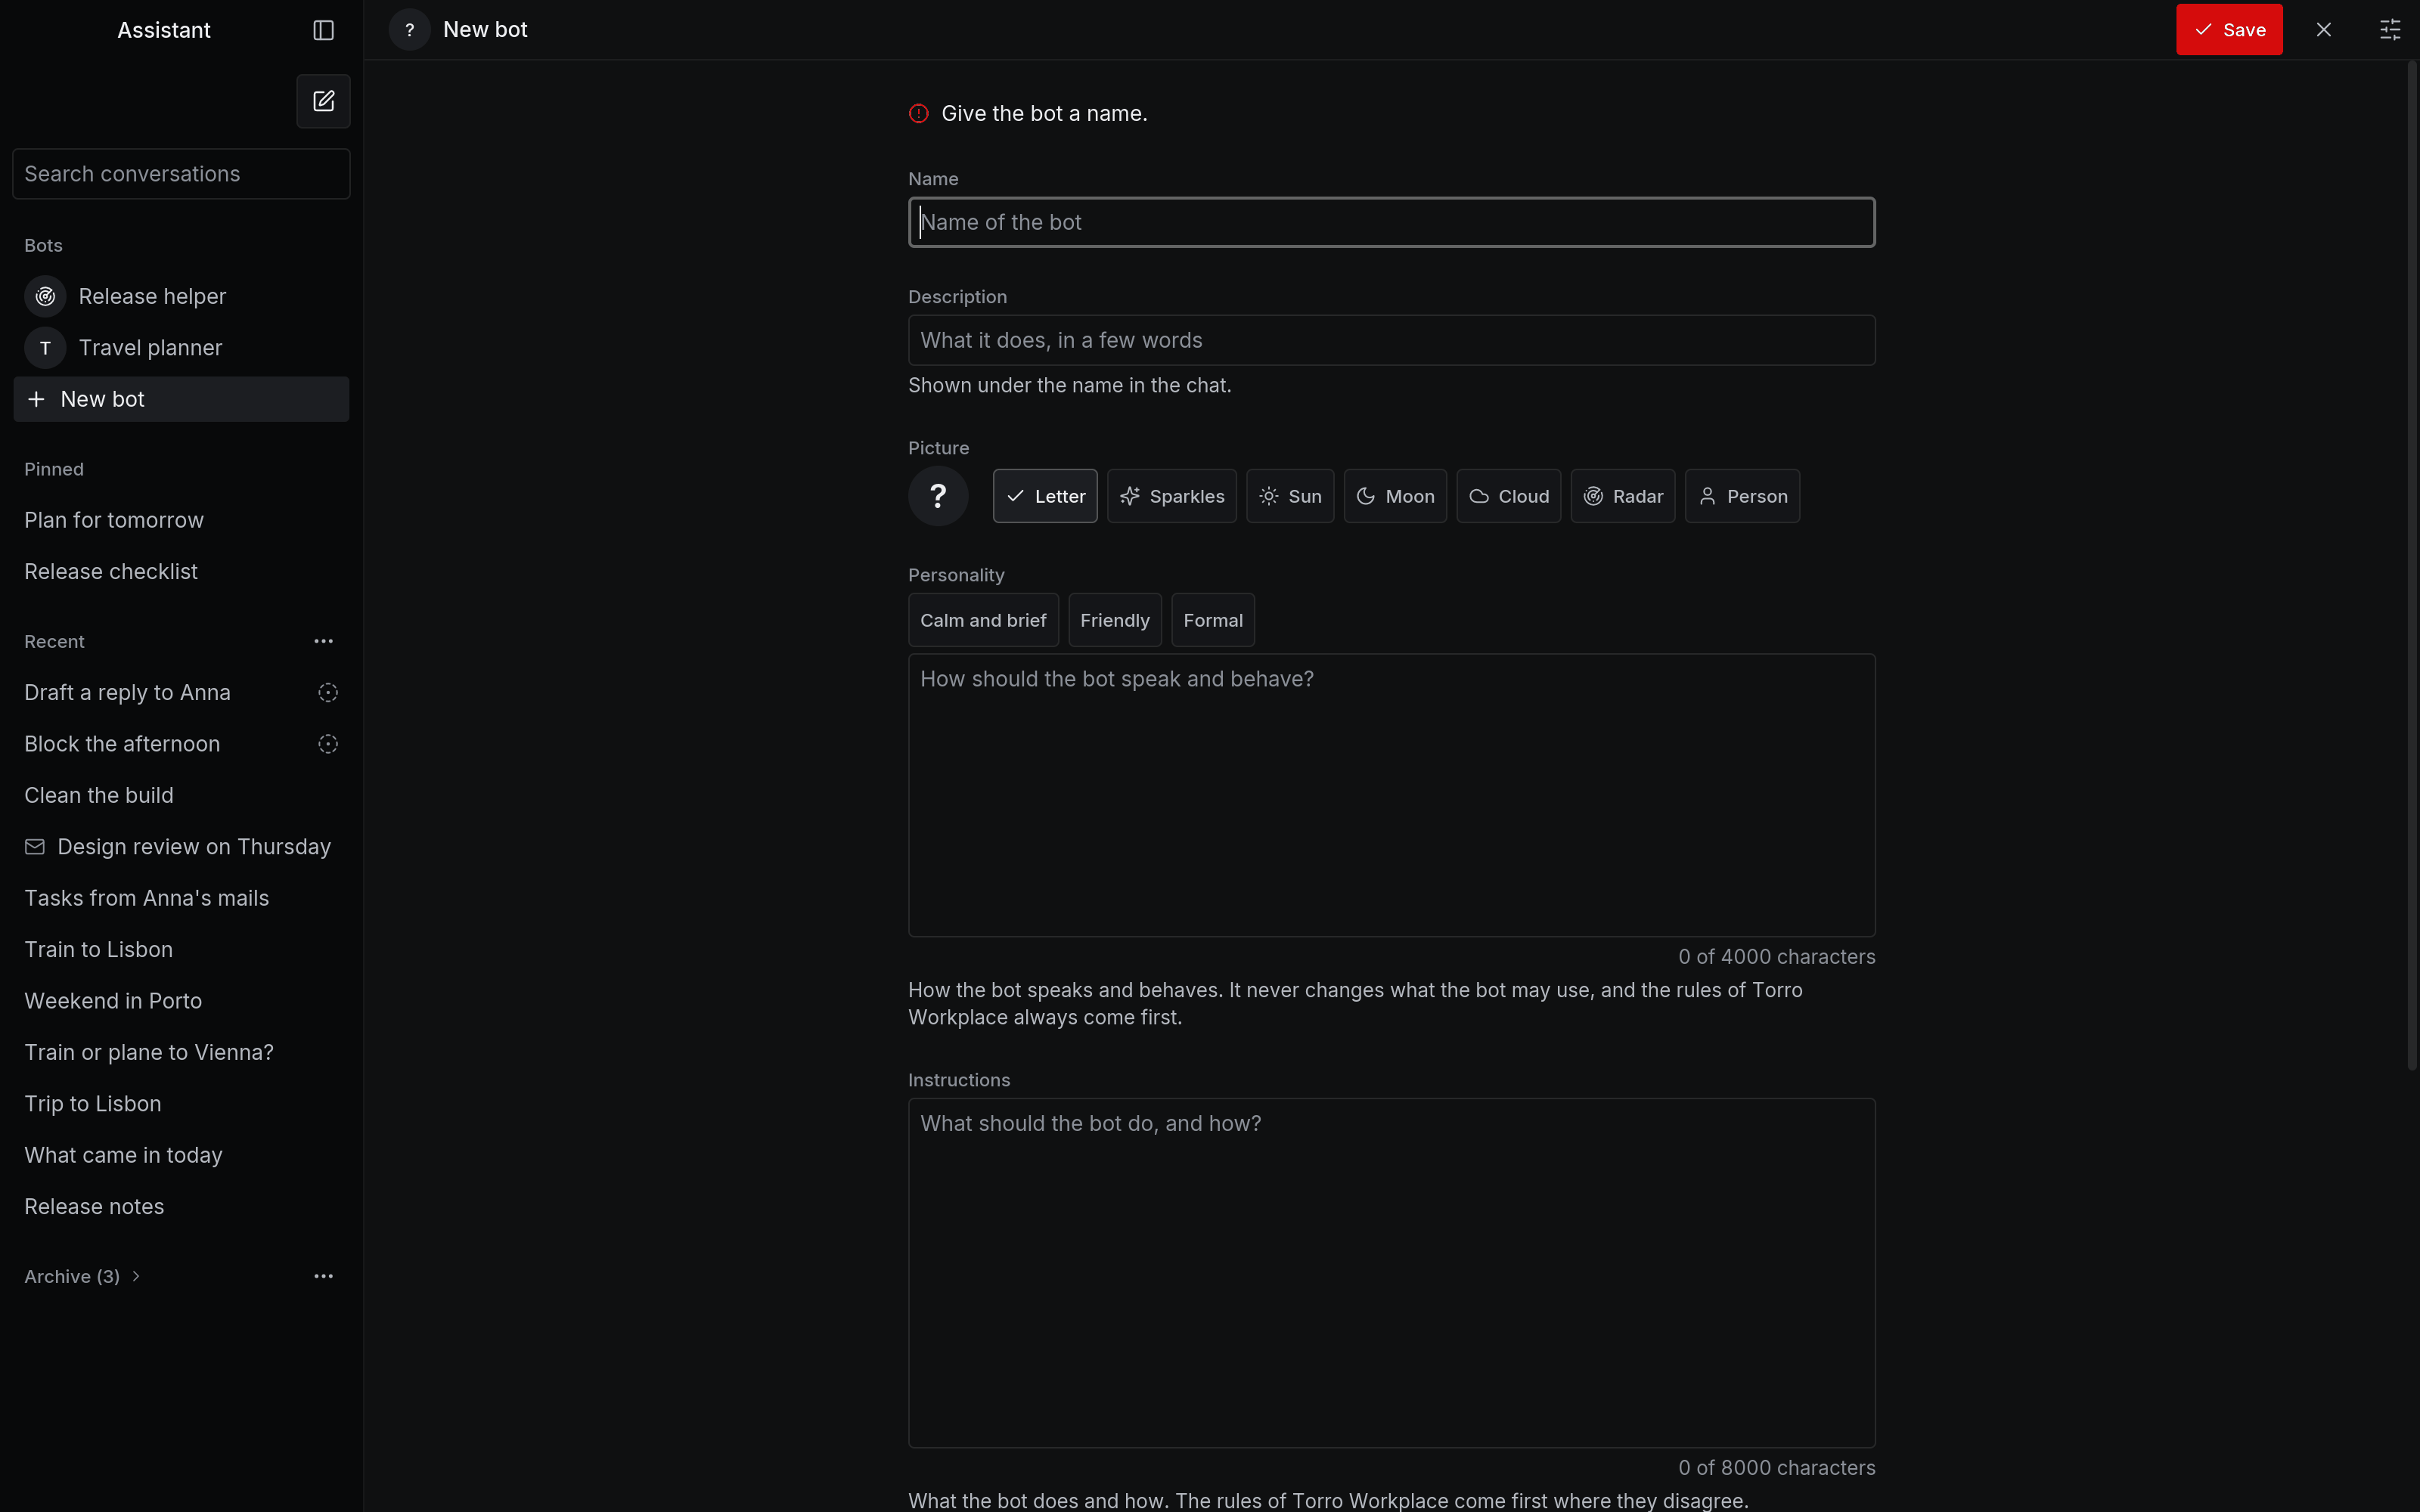 Assistant
Search conversations
Bots
Release helper
T Travel planner
New bot
Pinned
Plan for tomorrow
Release checklist
Recent
Draft a reply to Anna
Block the afternoon
Clean the build
Design review on Thursday
Tasks from Anna's mails
Train to Lisbon
Weekend in Porto
Train or plane to Vienna?
Trip to Lisbon
What came in today
Release notes
Archive (3)
? New bot
Save
Give the bot a name.
Name
Name of the bot
Description
What it does, in a few words
Shown under the name in the chat.
Picture
? Letter Sparkles Sun Moon Cloud Radar Person
Personality
Calm and brief Friendly Formal
How should the bot speak and behave?
0 of 4000 characters
How the bot speaks and behaves. It never changes what the bot may use, and the rules of Torro
Workplace always come first.
Instructions
What should the bot do, and how?
0 of 8000 characters
What the bot does and how. The rules of Torro Workplace come first where they disagree.